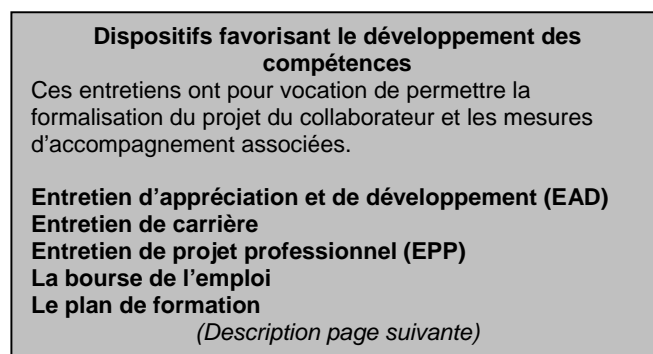 Dispositifs favorisant le développement des
compétences
Ces entretiens ont pour vocation de permettre la
formalisation du projet du collaborateur et les mesures
d’accompagnement associées.
Entretien d’appréciation et de développement (EAD)
Entretien de carrière
Entretien de projet professionnel (EPP)
La bourse de l’emploi
Le plan de formation
(Description page suivante)